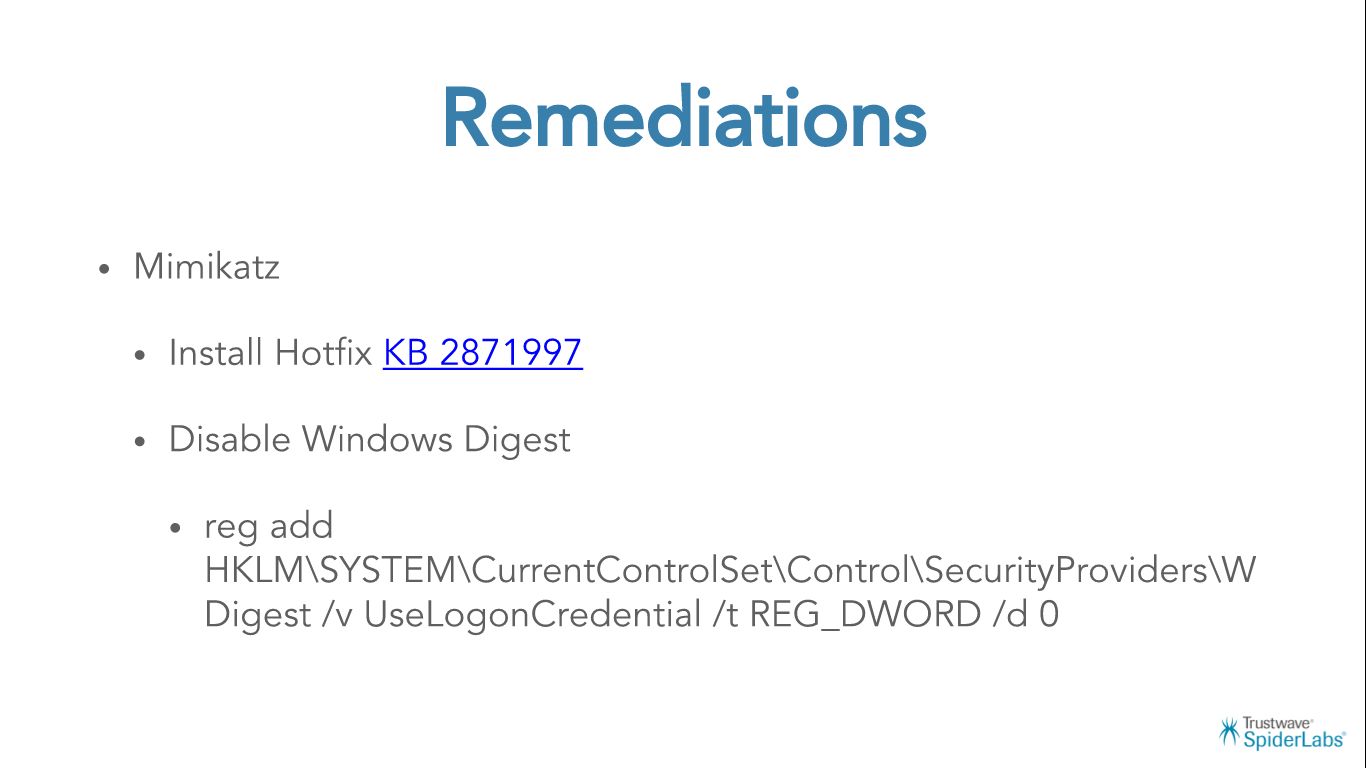 Remediations
• Mimikatz
• Install Hotfix KB 2871997
• Disable Windows Digest
• reg add
HKLM\SYSTEM\CurrentControlSet\Control\SecurityProviders\W
Digest /v UseLogonCredential /t REG_DWORD /d 0
Trustwave®
SpiderLabs®